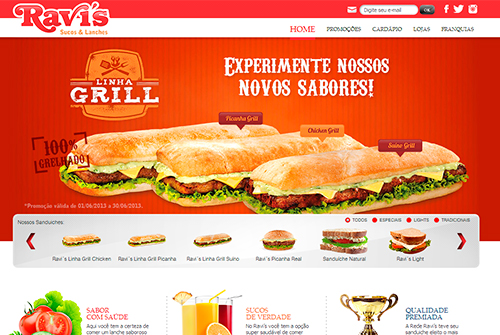 Ravi's
Sucos & Lanches
Digite seu e-mail
OK
HOME
PROMOÇÕES
CARDÁPIO
LOJAS
FRANQUIAS
LINHA
GRILL
EXPERIMENTE NOSSOS
NOVOS SABORES!
Picanha Grill
Chicken Grill
Suíno Grill
100%
GRELHADO
*Promoção válida de 01/06/2013 a 30/06/2013.
Nossos Sanduiches:
TODOS
ESPECIAIS
LIGHTS
TRADICIONAIS
Ravi´s Linha Grill Chicken
Ravi´s Linha Grill Picanha
Ravi´s Linha Grill Suíno
Ravi´s Grill Real
Sanduíche Natural
Ravi´s Light
SABOR
COM SAÚDE
Aqui você tem a certeza de
comer um lanche saboroso
SUCOS
DE VERDADE
No Ravi's você tem a opção
super saudável de comer
QUALIDADE
PREMIADA
A Rede Ravi's teve seu
sanduíche eleito o mais